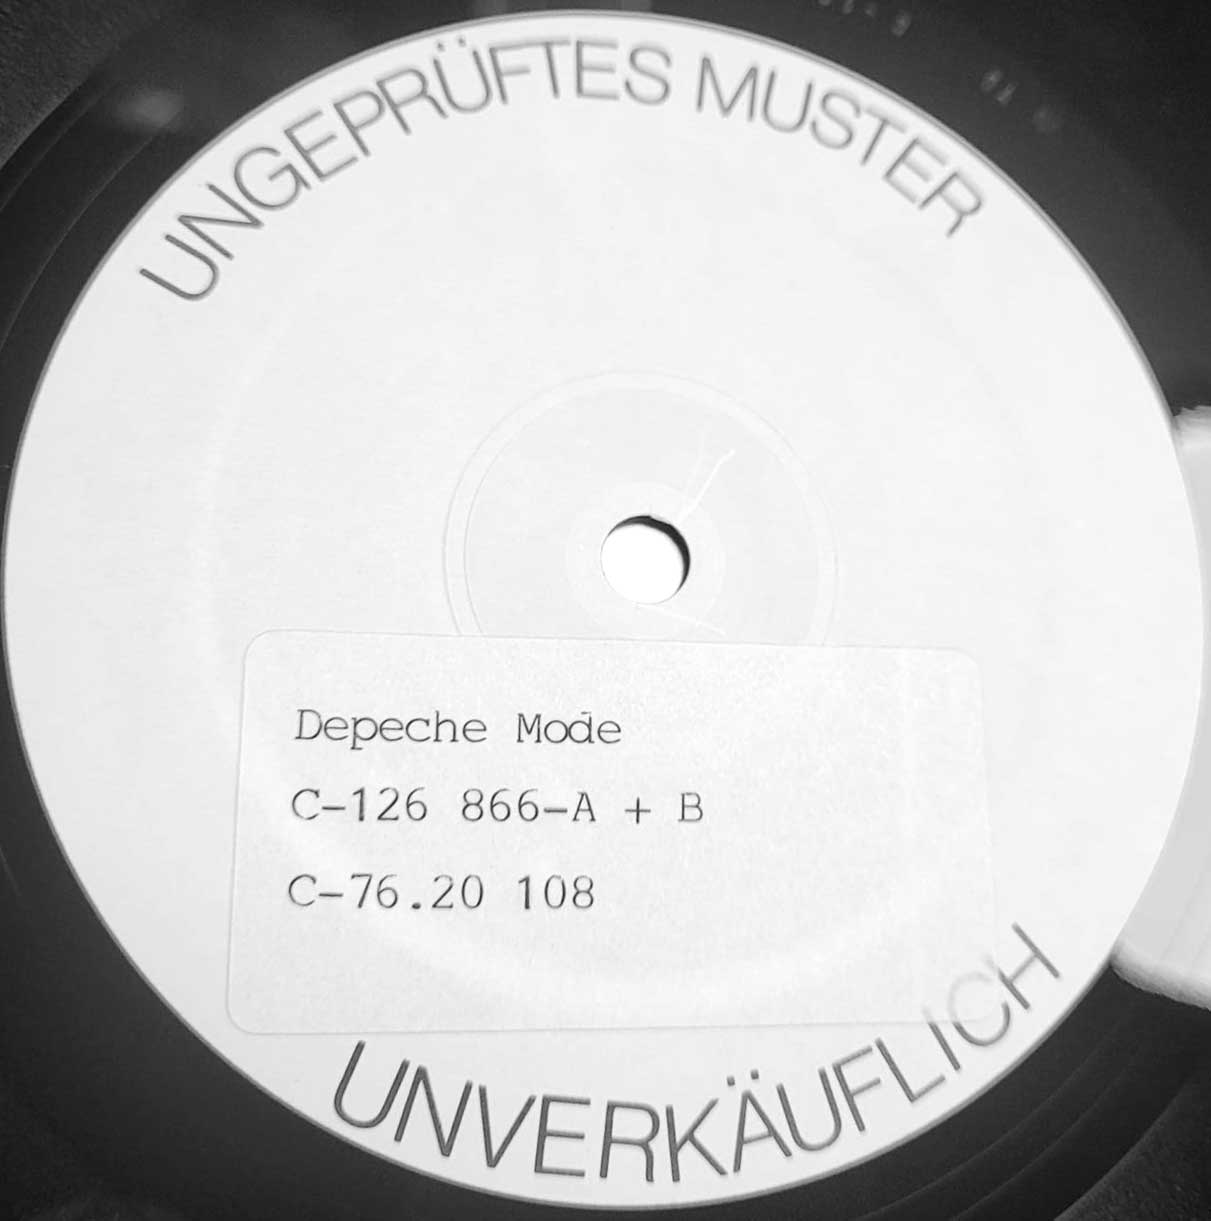 UNGEPRÜFTES MUSTER
Depeche Mode
C-126 866-A + B
C-76.20 108
UNVERKÄUFLICH